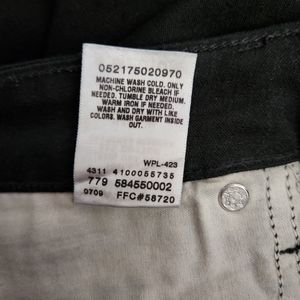 052175020970
MACHINE WASH COLD. ONLY
NON-CHLORINE BLEACH IF
NEEDED. TUMBLE DRY MEDIUM.
WARM IRON IF NEEDED.
WASH AND DRY WITH LIKE
COLORS. WASH GARMENT INSIDE
OUT.
WPL-423
4311 4100055735
779 584550002
0709 FFC#58720